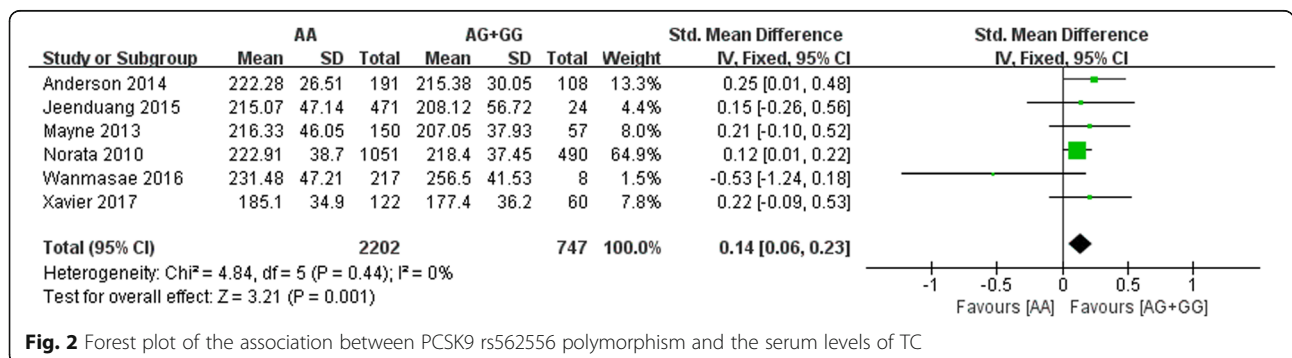 AA AG+GG Std. Mean Difference Std. Mean Difference
Study or Subgroup Mean SD Total Mean SD Total Weight IV, Fixed, 95% CI IV, Fixed, 95% CI
Anderson 2014 222.28 26.51 191 215.38 30.05 108 13.3% 0.25 [0.01, 0.48]
Jeenduang 2015 215.07 47.14 471 208.12 56.72 24 4.4% 0.15 [-0.26, 0.56]
Mayne 2013 216.33 46.05 150 207.05 37.93 57 8.0% 0.21 [-0.10, 0.52]
Norata 2010 222.91 38.7 1051 218.4 37.45 490 64.9% 0.12 [0.01, 0.22]
Wanmasae 2016 231.48 47.21 217 256.5 41.53 8 1.5% -0.53 [-1.24, 0.18]
Xavier 2017 185.1 34.9 122 177.4 36.2 60 7.8% 0.22 [-0.09, 0.53]
Total (95% CI) 2202 747 100.0% 0.14 [0.06, 0.23]
Heterogeneity: Chi² = 4.84, df = 5 (P = 0.44); I² = 0%
Test for overall effect: Z = 3.21 (P = 0.001)
-1 -0.5 0 0.5 1
Favours [AA] Favours [AG+GG]
Fig. 2 Forest plot of the association between PCSK9 rs562556 polymorphism and the serum levels of TC